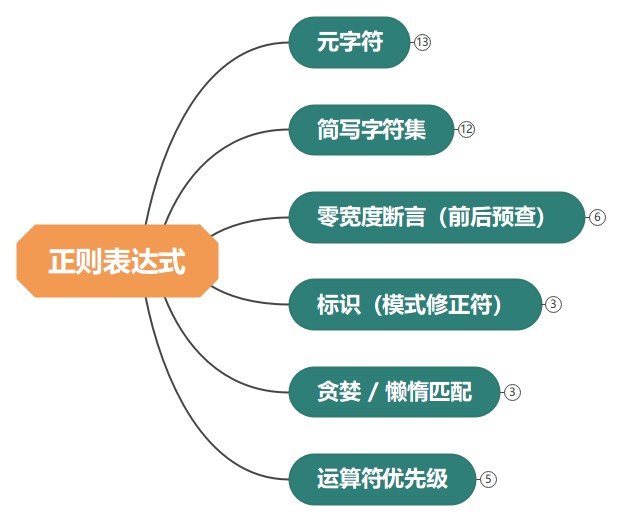 元字符
13
简写字符集
12
零宽度断言（前后预查）
6
正则表达式
标识（模式修正符）
3
贪婪 / 懒惰匹配
3
运算符优先级
5